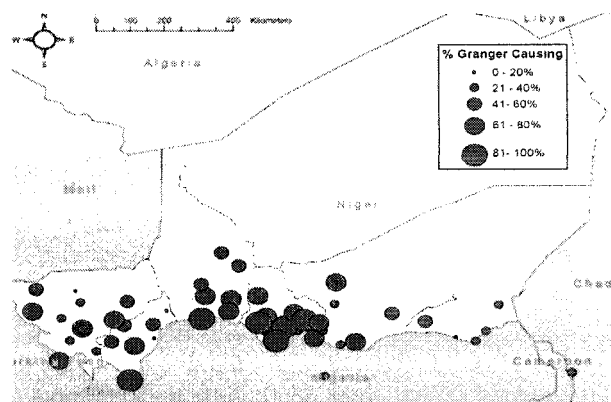 N
W E
S
0 100 200 400 Kilometers
Libya
Algeria
% Granger Causing
0 - 20%
21 - 40%
41 - 60%
61 - 80%
81 - 100%
Mali
Niger
Chad
Cameroon